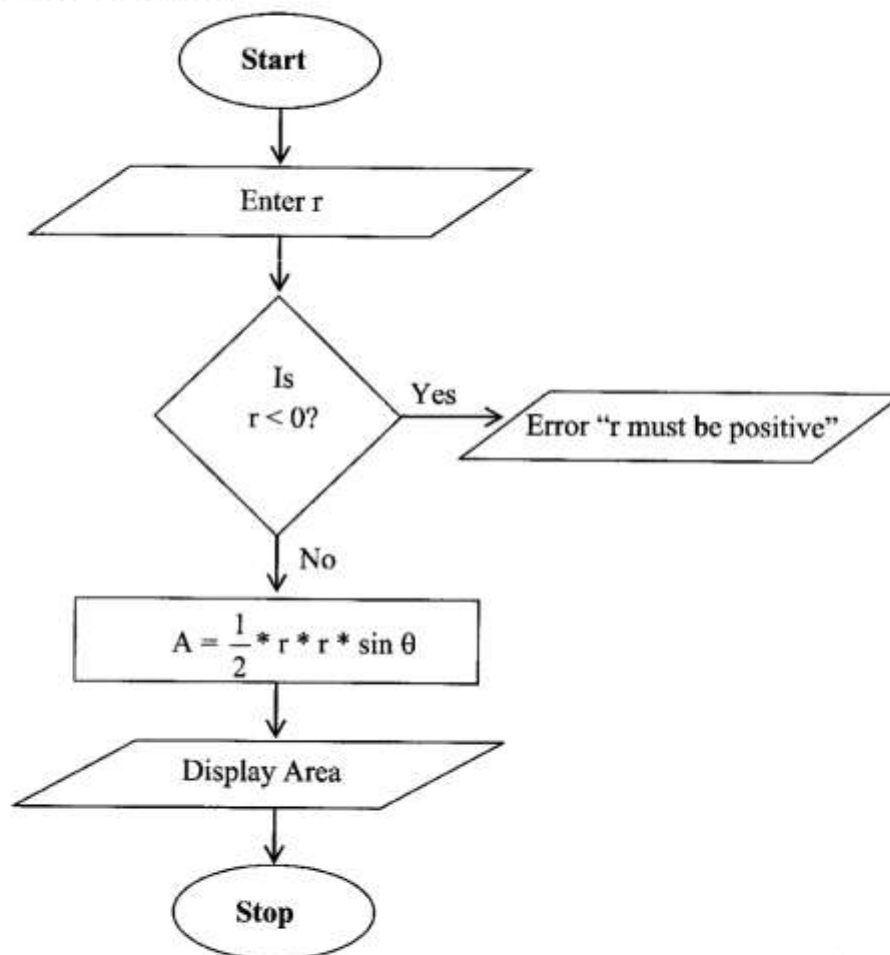 Start
Enter r
Is
r < 0?
Yes
Error “r must be positive”
No
A = 1/2 * r * r * sin θ
Display Area
Stop